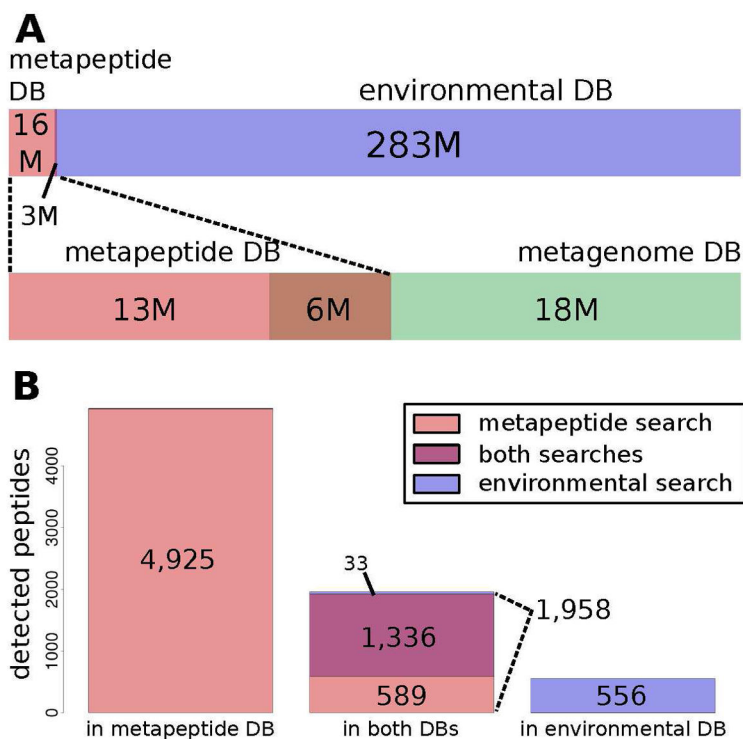 A
metapeptide
DB
environmental DB
16
M
283M
3M
metapeptide DB
metagenome DB
13M
6M
18M
B
metapeptide search
both searches
environmental search
detected peptides
4000
3000
2000
1000
0
4,925
33
1,336
589
1,958
556
in metapeptide DB
in both DBs
in environmental DB